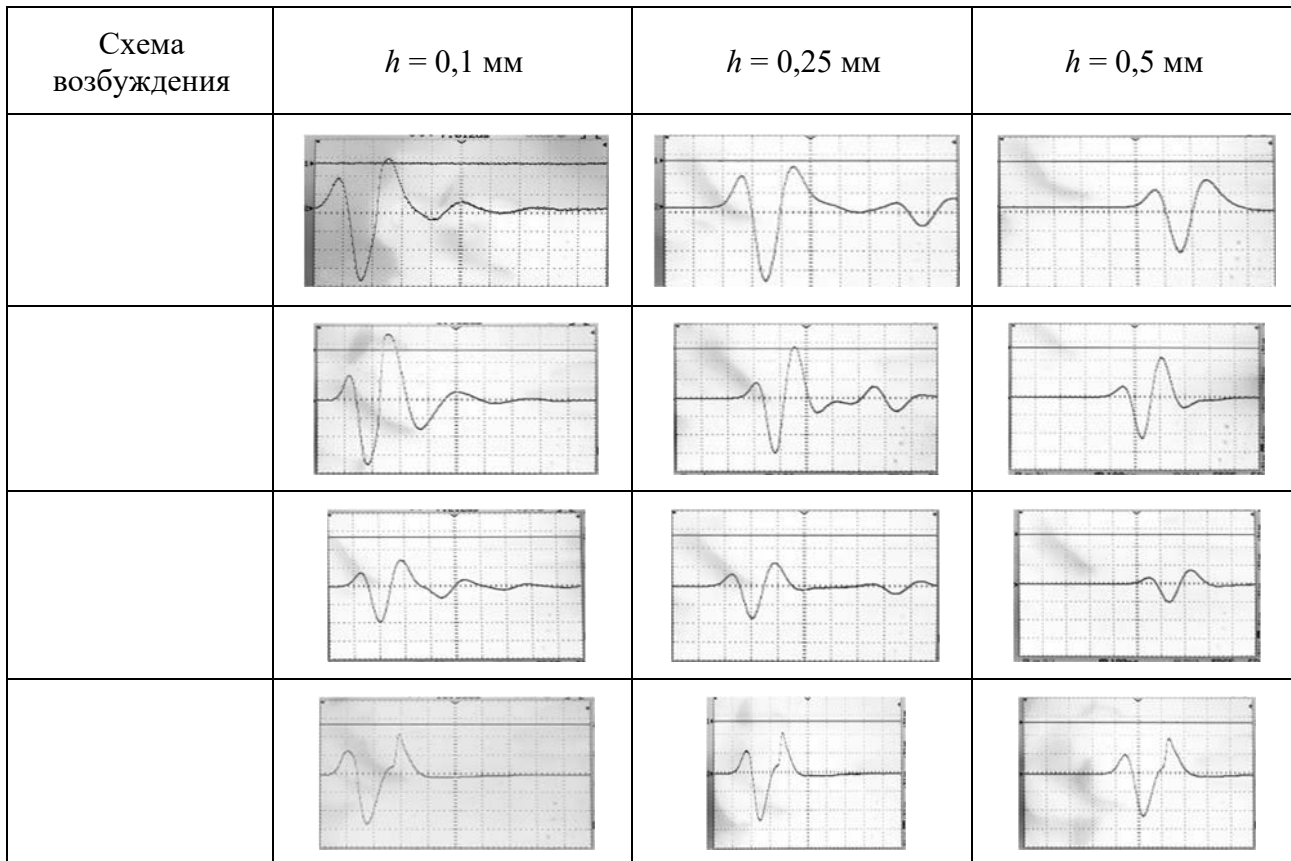 Схема
возбуждения
h = 0,1 мм
h = 0,25 мм
h = 0,5 мм